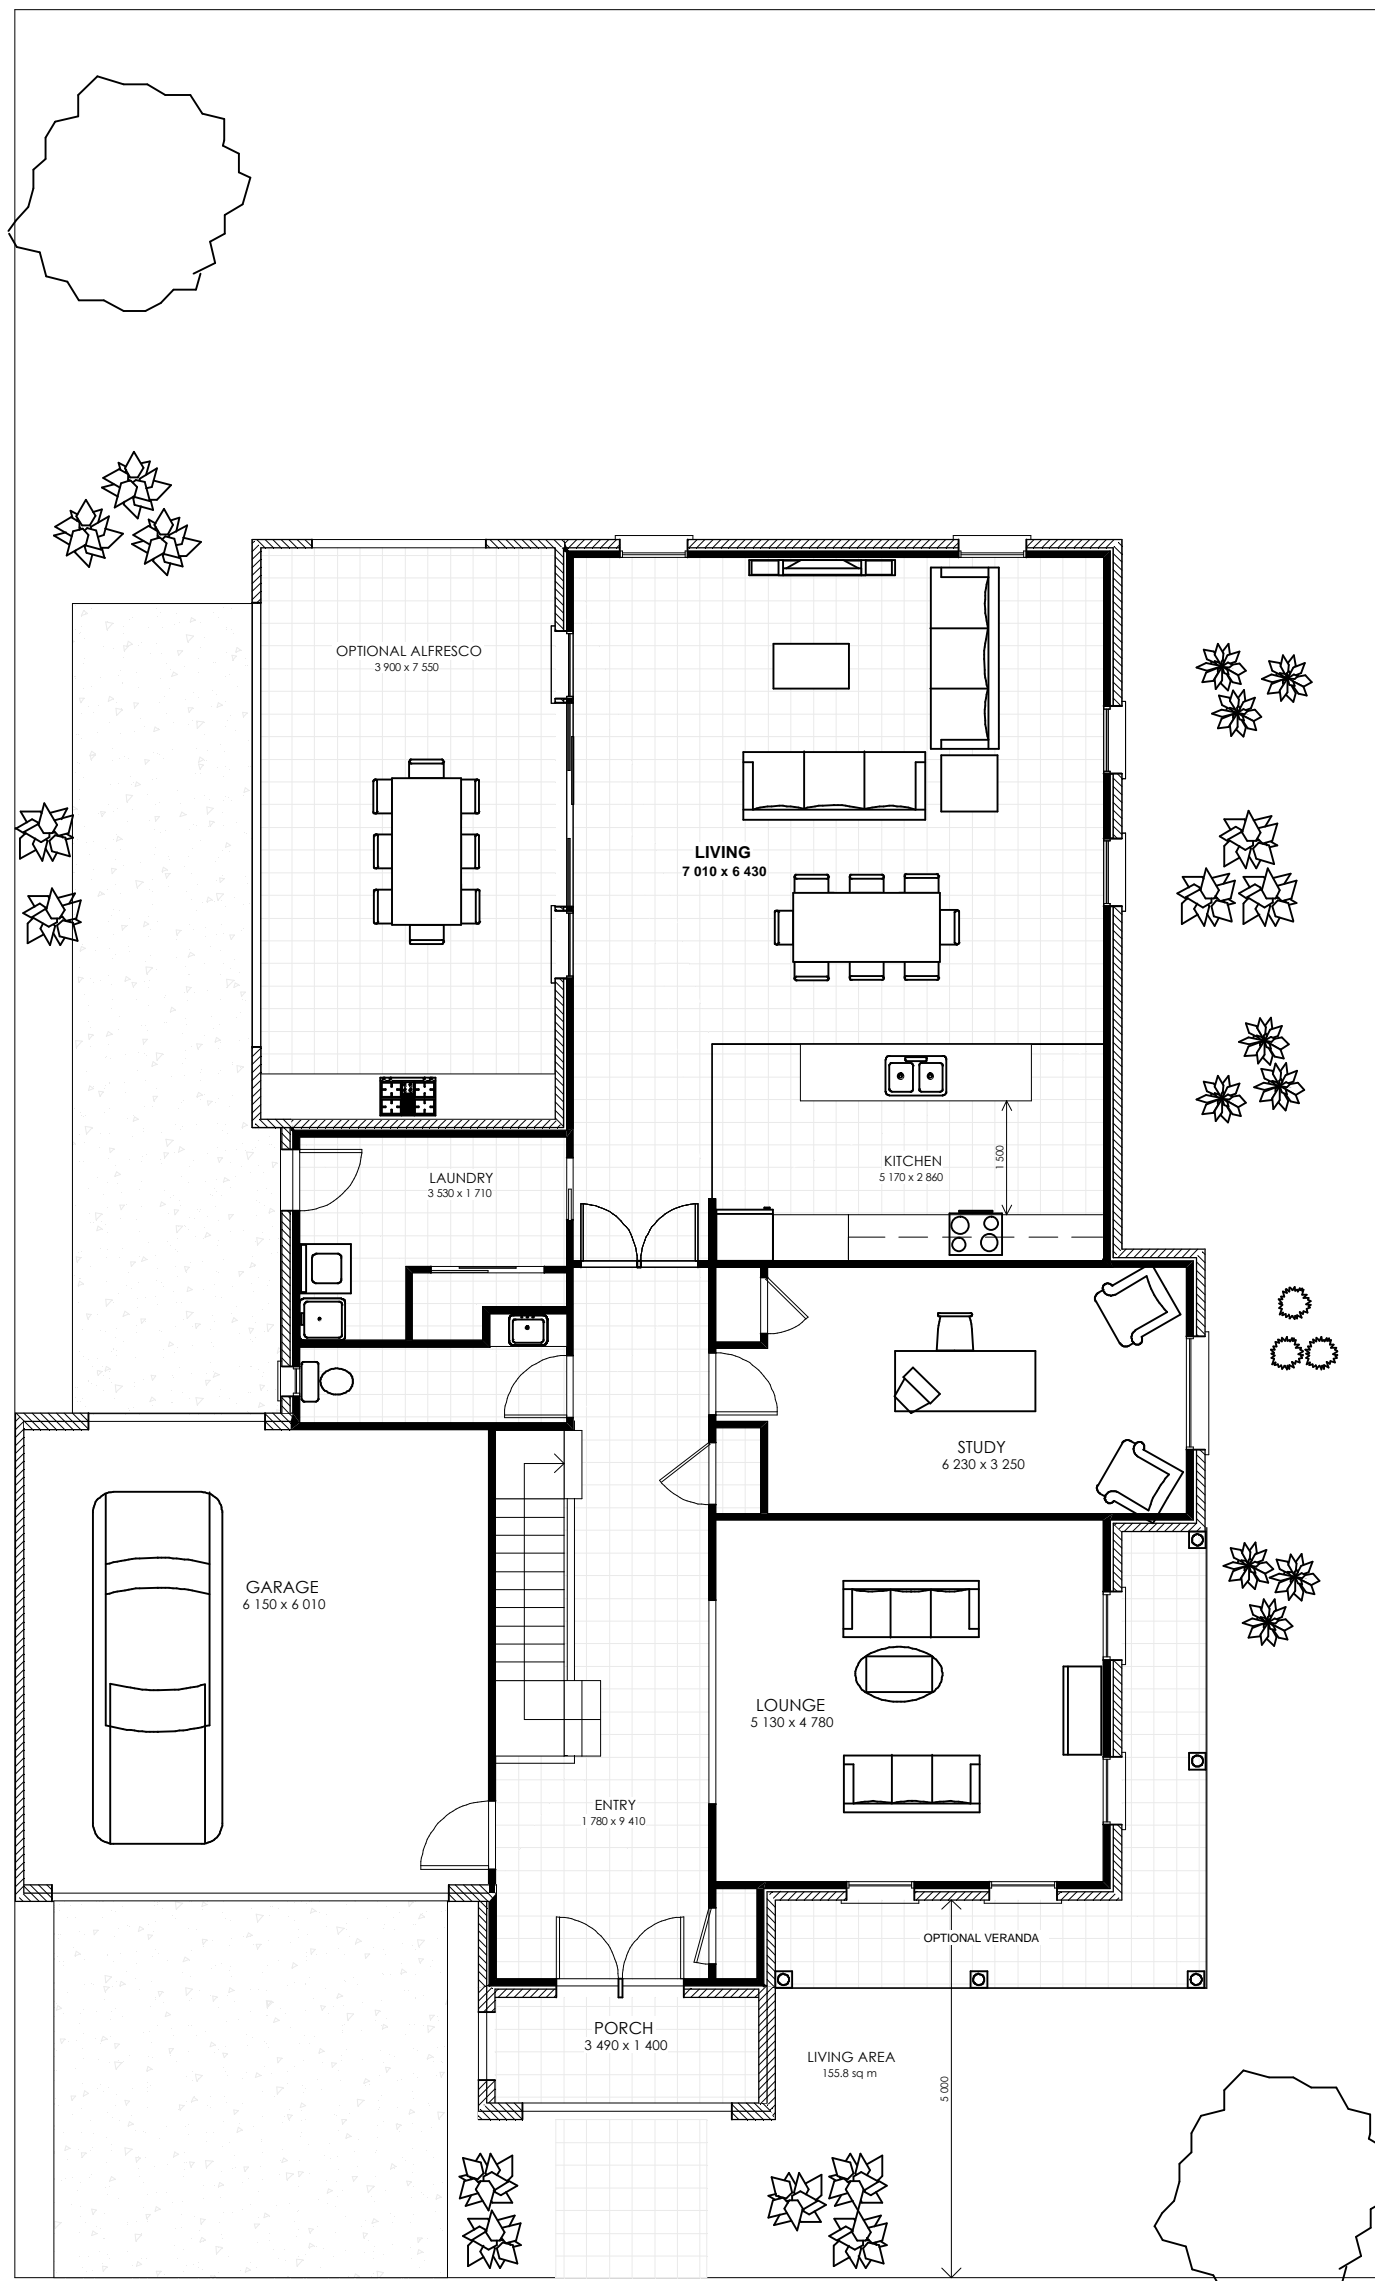 OPTIONAL ALFRESCO
3 900 x 7 550
LIVING
7 010 x 6 430
KITCHEN
5 170 x 2 860
1 500
LAUNDRY
3 530 x 1 710
STUDY
6 230 x 3 250
GARAGE
6 150 x 6 010
LOUNGE
5 130 x 4 780
ENTRY
1 780 x 9 410
OPTIONAL VERANDA
PORCH
3 490 x 1 400
LIVING AREA
155.8 sq m
5 000